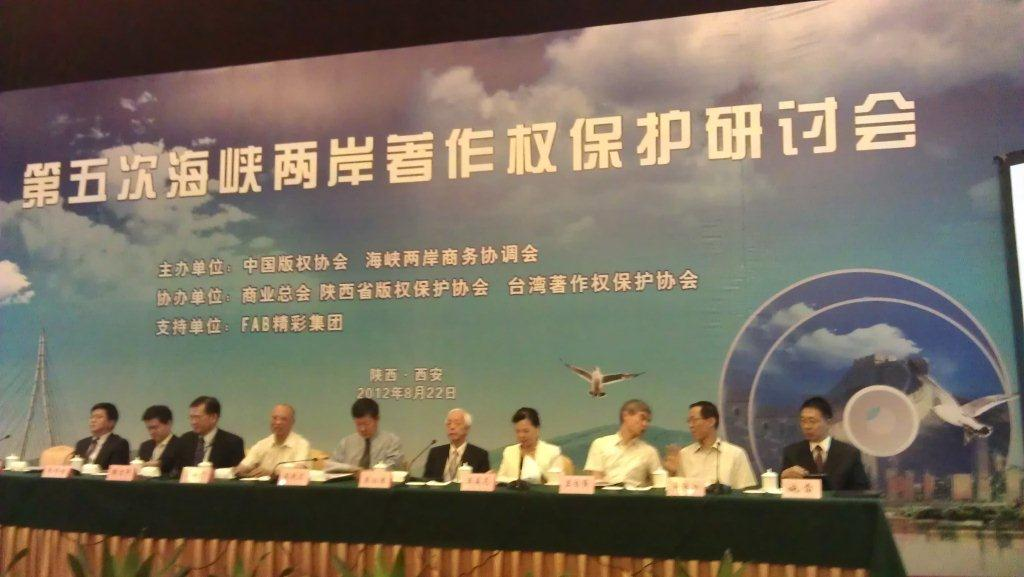 第五次海峡两岸著作权保护研讨会
主办单位：中国版权协会 海峡两岸商务协调会
协办单位：商业总会 陕西省版权保护协会 台湾著作权保护协会
支持单位：FAB精彩集团
陕西·西安
2012年8月22日